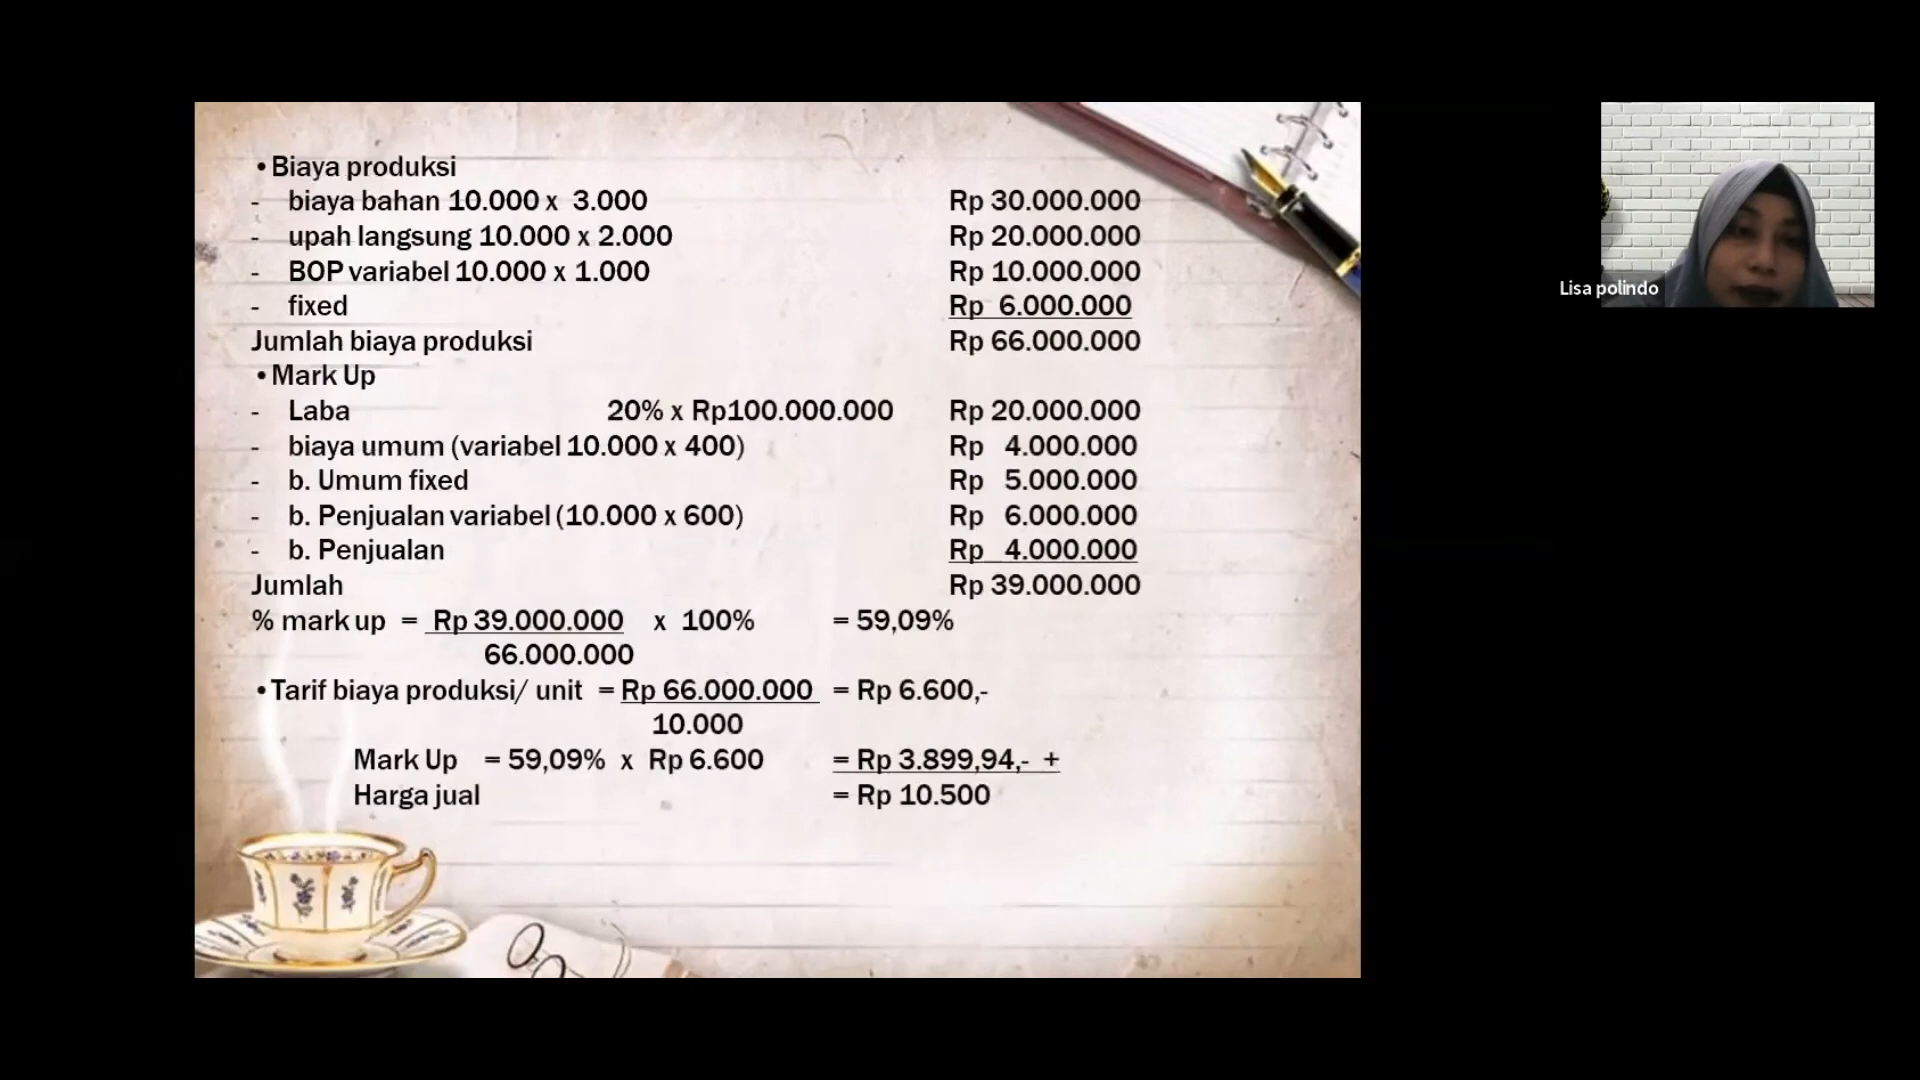 • Biaya produksi
- biaya bahan 10.000 x 3.000 Rp 30.000.000
- upah langsung 10.000 x 2.000 Rp 20.000.000
- BOP variabel 10.000 x 1.000 Rp 10.000.000
- fixed Rp 6.000.000
Jumlah biaya produksi Rp 66.000.000
• Mark Up
- Laba 20% x Rp100.000.000 Rp 20.000.000
- biaya umum (variabel 10.000 x 400) Rp 4.000.000
- b. Umum fixed Rp 5.000.000
- b. Penjualan variabel (10.000 x 600) Rp 6.000.000
- b. Penjualan Rp 4.000.000
Jumlah Rp 39.000.000
% mark up = Rp 39.000.000 x 100% = 59,09%
66.000.000
• Tarif biaya produksi/ unit = Rp 66.000.000 = Rp 6.600,-
10.000
Mark Up = 59,09% x Rp 6.600 = Rp 3.899,94,- +
Harga jual = Rp 10.500
Lisa polindo